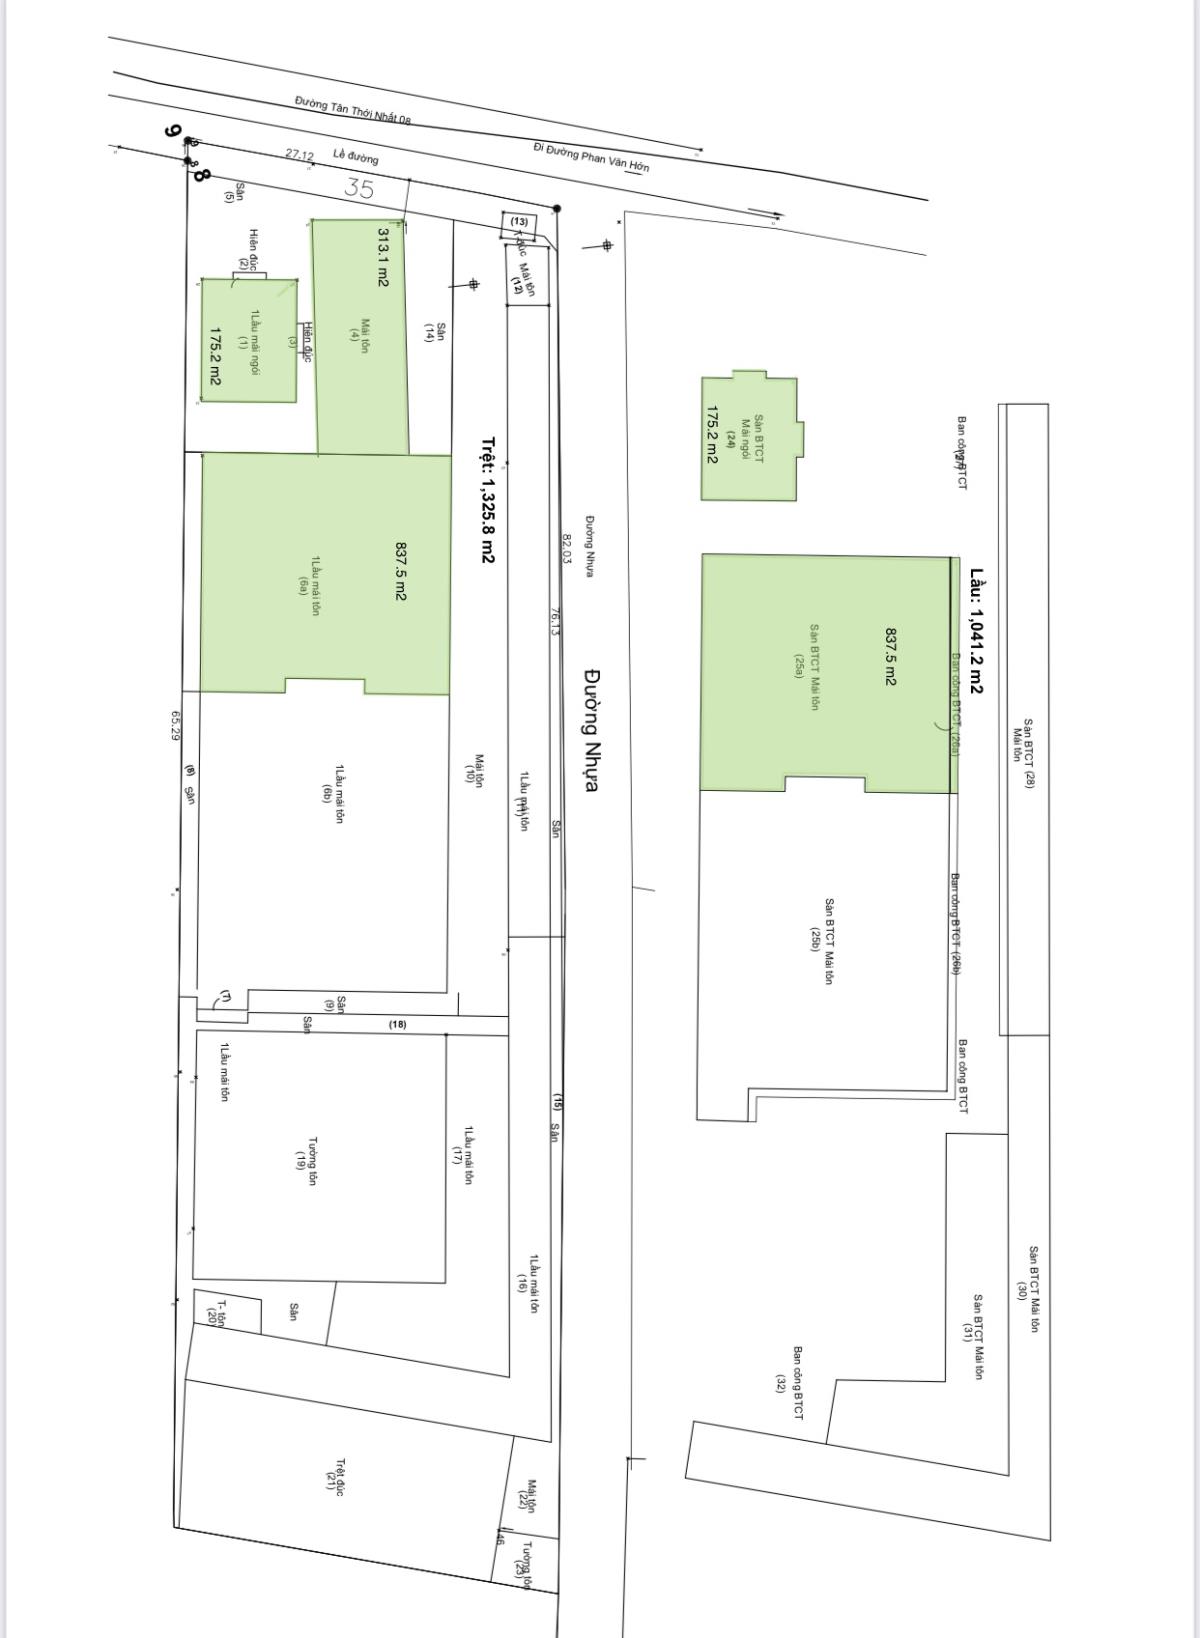 Đường Tân Thới Nhất 08
Đi Đường Phan Văn Hớn
Lề đường
27.12
35
9
8
Sân
(5)
Hiên đúc
(2)
1Lầu mái ngói
(1)
175.2 m2
Hiên đúc
(3)
313.1 m2
Mái tôn
(4)
Sân
(14)
(13)
Mái tôn
(12)
Trệt: 1,325.8 m2
837.5 m2
1Lầu mái tôn
(6a)
Đường Nhựa
82.03
76.13
Đường Nhựa
65.29
(8) Sân
1Lầu mái tôn
(6b)
Mái tôn
(10)
1Lầu mái tôn
(11)
Sân
(7)
Sân
(9)
Sân
(18)
1Lầu mái tôn
Tường tôn
(19)
1Lầu mái tôn
(17)
(15) Sân
1Lầu mái tôn
(16)
T- tôn
(20)
Sân
Trệt đúc
(21)
Mái tôn
(22)
46
Tường tôn
(23)
Sàn BTCT
Mái ngói
(24)
175.2 m2
Ban công BTCT
(27)
Lầu: 1,041.2 m2
837.5 m2
Sàn BTCT Mái tôn
(25a)
Ban công BTCT (26a)
Sàn BTCT (28)
Mái tôn
Sàn BTCT Mái tôn
(25b)
Ban công BTCT (26b)
Ban công BTCT
Sàn BTCT Mái tôn
(30)
Sàn BTCT Mái tôn
(31)
Ban công BTCT
(32)